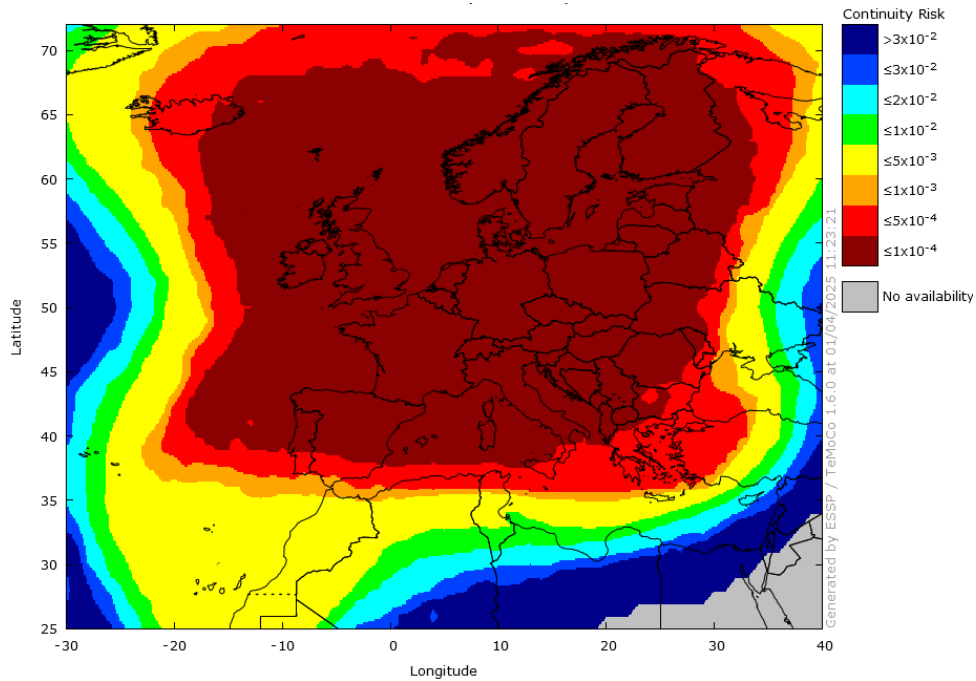 Continuity Risk
>3x10⁻²
≤3x10⁻²
≤2x10⁻²
≤1x10⁻²
≤5x10⁻³
≤1x10⁻³
≤5x10⁻⁴
≤1x10⁻⁴
No availability
70
65
60
55
50
45
40
35
30
25
Latitude
-30
-20
-10
0
10
20
30
40
Longitude
Generated by ESSP / TeMoCo 1.6.0 at 01/04/2025 11:23:21